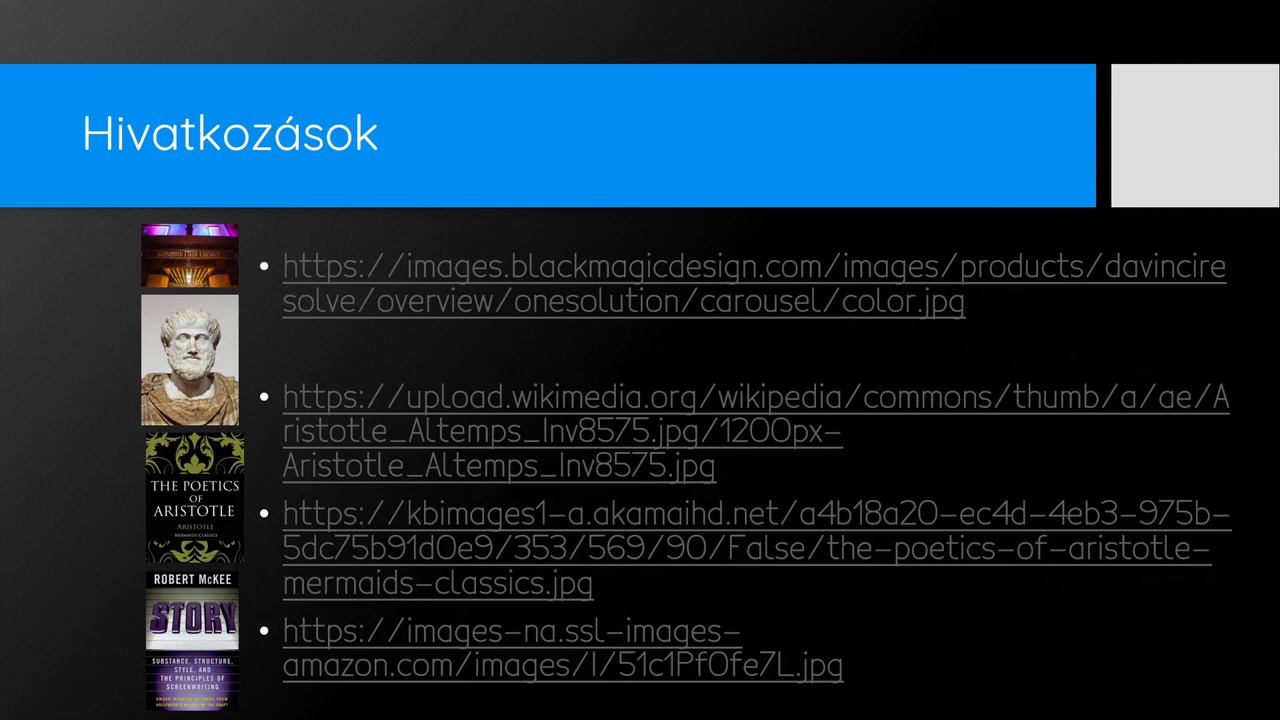 Hivatkozások
https://images.blackmagicdesign.com/images/products/davincire
solve/overview/onesolution/carousel/color.jpg
https://upload.wikimedia.org/wikipedia/commons/thumb/a/ae/A
ristotle_Altemps_Inv8575.jpg/1200px-
Aristotle_Altemps_Inv8575.jpg
THE POETICS
OF
ARISTOTLE
ARISTOTLE
MERMAIDS CLASSICS
https://kbimages1-a.akamaihd.net/a4b18a20-ec4d-4eb3-975b-
5dc75b91d0e9/353/569/90/False/the-poetics-of-aristotle-
mermaids-classics.jpg
ROBERT McKEE
STORY
SUBSTANCE, STRUCTURE,
STYLE, AND
THE PRINCIPLES OF
SCREENWRITING
https://images-na.ssl-images-
amazon.com/images/I/51c1PfOfe7L.jpg